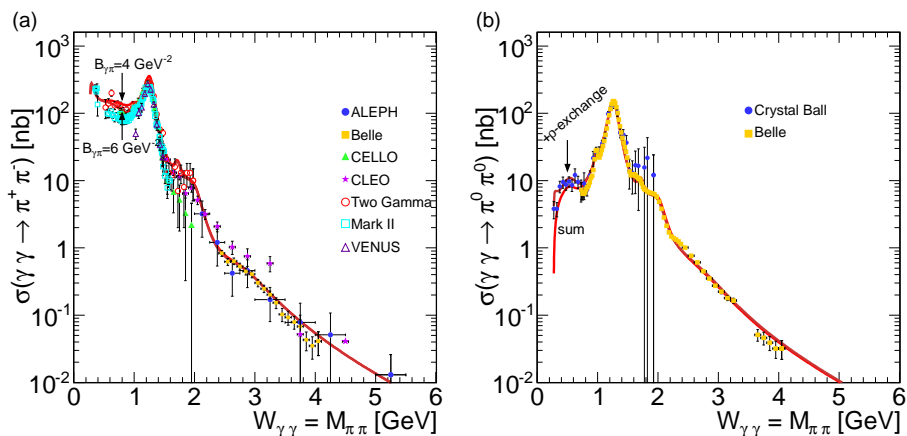 (a)
σ(γ γ → π⁺ π⁻) [nb]
10³
10²
10
1
10⁻¹
10⁻²
B_γπ=4 GeV⁻²
B_γπ=6 GeV⁻
ALEPH
Belle
CELLO
CLEO
Two Gamma
Mark II
VENUS
0 1 2 3 4 5 6
W_γγ = M_ππ [GeV]
(b)
σ(γ γ → π⁰ π⁰) [nb]
10³
10²
10
1
10⁻¹
10⁻²
+ρ-exchange
sum
Crystal Ball
Belle
0 1 2 3 4 5 6
W_γγ = M_ππ [GeV]